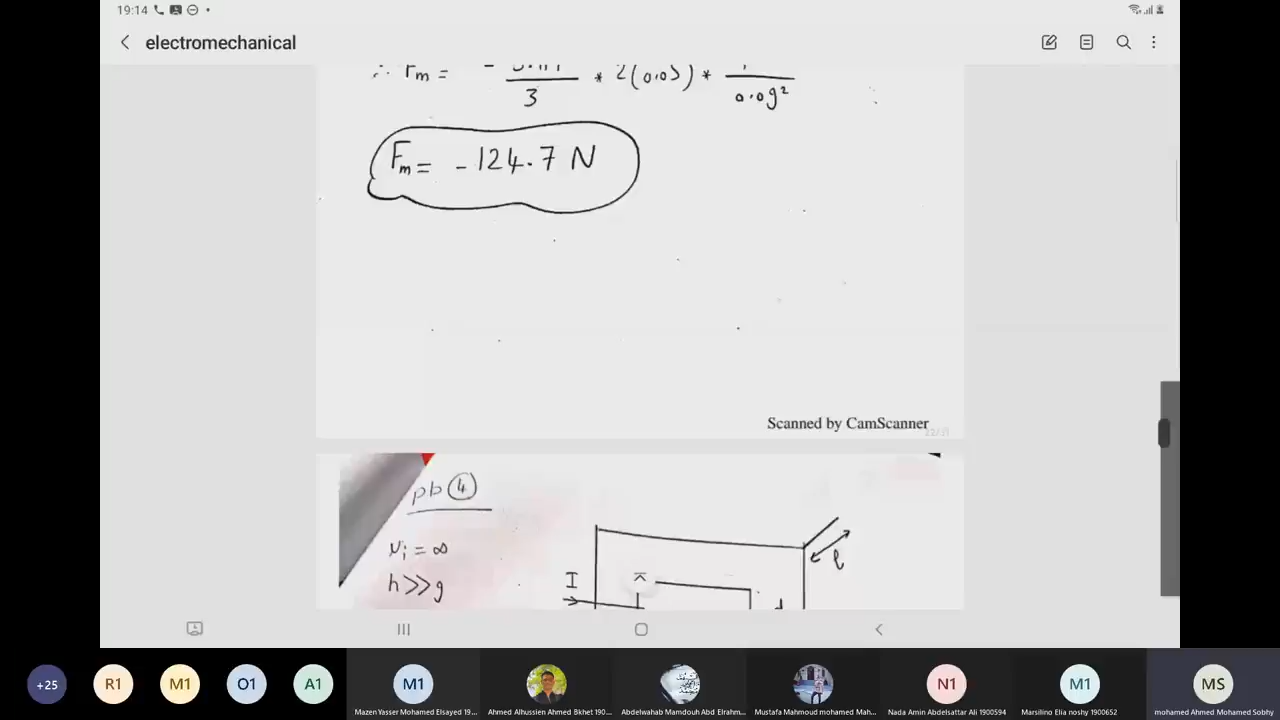 19:14
electromechanical
∴ Fm = - 3 * 2(0.05) * 0.09²
Fm = - 124.7 N
Scanned by CamScanner
22/31
pb ④
μi = ∞
h >> g
l
I
+25
R1
M1
O1
A1
M1
M1
N1
MS
Mazen Yasser Mohamed Elsayed 19...
Ahmed Alhussien Ahmed Bkhet 190...
Abdelwahab Mamdouh Abd Elrahm...
Mustafa Mahmoud mohamed Mah...
Nada Amin Abdelsattar Ali 1900594
Marsilino Elia noshy 1900652
mohamed Ahmed Mohamed Sobhy